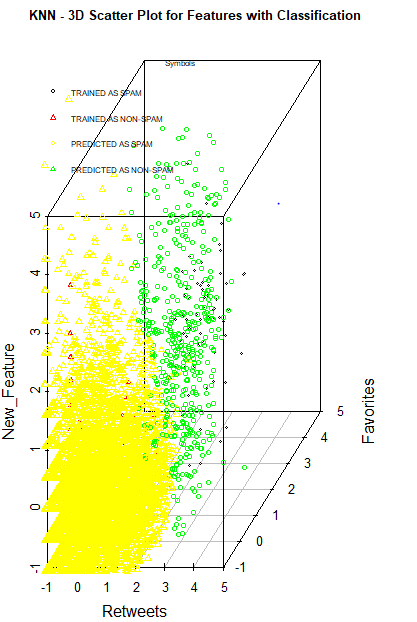 KNN - 3D Scatter Plot for Features with Classification
Symbols
TRAINED AS SPAM
TRAINED AS NON-SPAM
PREDICTED AS SPAM
PREDICTED AS NON-SPAM
5
4
3
2
1
0
-1
New_Feature
-1 0 1 2 3 4 5
Retweets
-1
0
1
2
3
4
5
Favorites